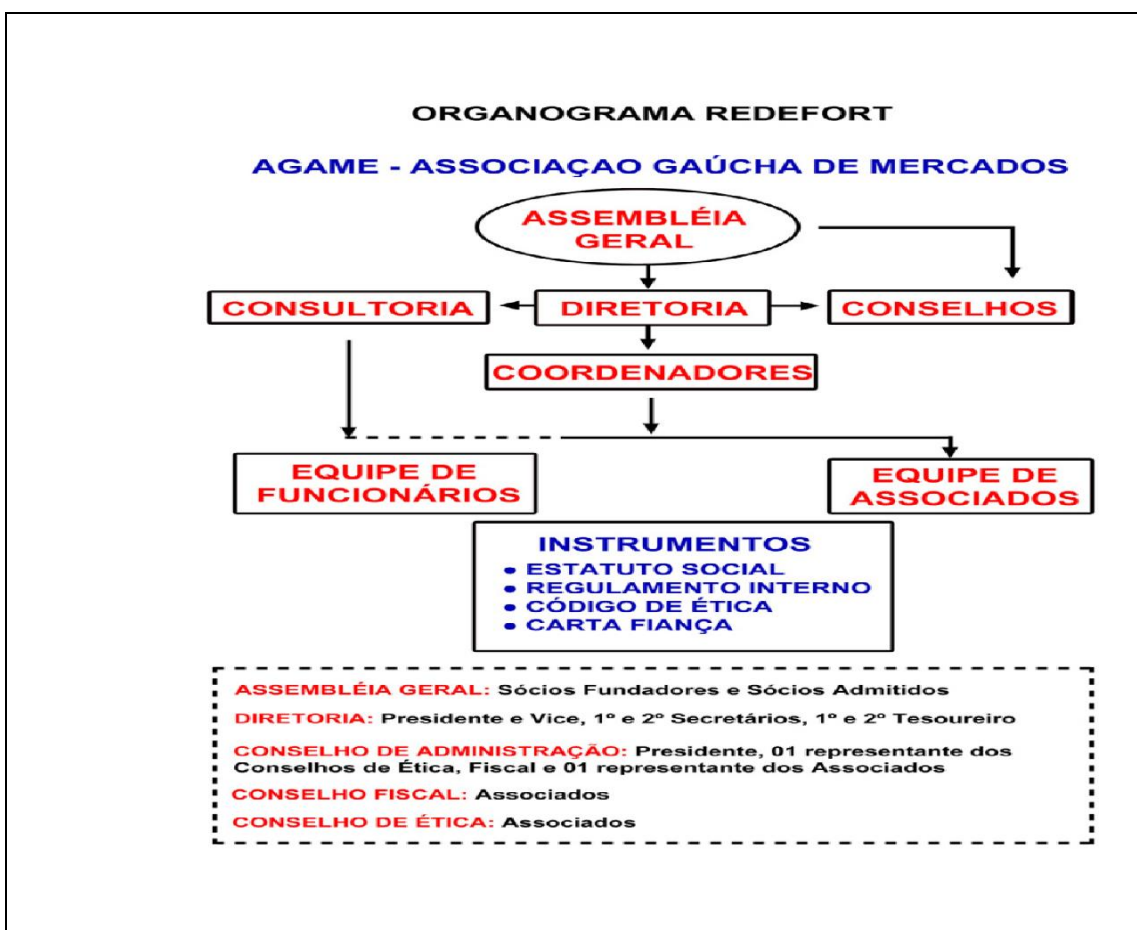 ORGANOGRAMA REDEFORT
AGAME - ASSOCIAÇAO GAÚCHA DE MERCADOS
ASSEMBLÉIA
GERAL
CONSULTORIA
DIRETORIA
CONSELHOS
COORDENADORES
EQUIPE DE
FUNCIONÁRIOS
EQUIPE DE
ASSOCIADOS
INSTRUMENTOS
• ESTATUTO SOCIAL
• REGULAMENTO INTERNO
• CÓDIGO DE ÉTICA
• CARTA FIANÇA
ASSEMBLÉIA GERAL: Sócios Fundadores e Sócios Admitidos
DIRETORIA: Presidente e Vice, 1º e 2º Secretários, 1º e 2º Tesoureiro
CONSELHO DE ADMINISTRAÇÃO: Presidente, 01 representante dos
Conselhos de Ética, Fiscal e 01 representante dos Associados
CONSELHO FISCAL: Associados
CONSELHO DE ÉTICA: Associados